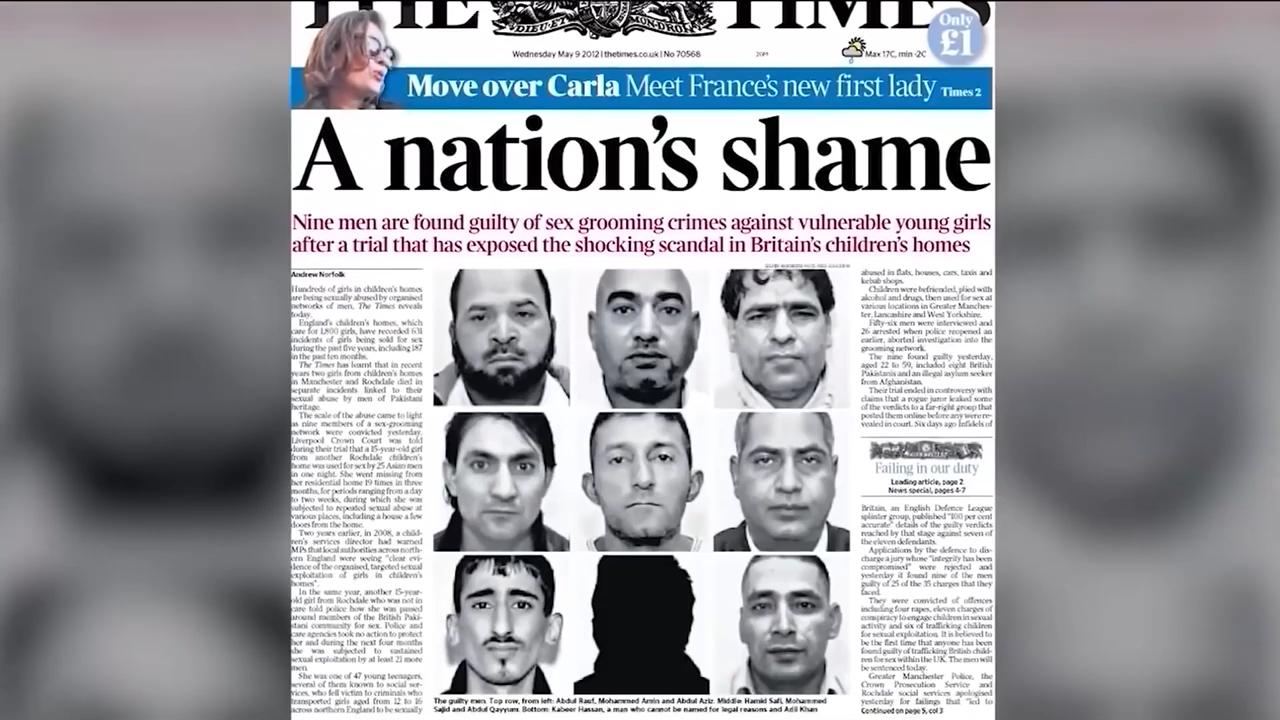 THE TIMES
DIEU ET MON DROIT
Only
£1
Wednesday May 9 2012 | thetimes.co.uk | No 70568
Max 17C, min -2C
Move over Carla Meet France's new first lady Times 2
A nation's shame
Nine men are found guilty of sex grooming crimes against vulnerable young girls
after a trial that has exposed the shocking scandal in Britain's children's homes
Andrew Norfolk
Hundreds of girls in children's homes
are being sexually abused by organised
networks of men, The Times reveals
today.
England's children's homes, which
care for 1,800 girls, have recorded 631
incidents of girls being sold for sex
during the past five years, including 187
in the past ten months.
The Times has learnt that in recent
years two girls from children's homes
in Manchester and Rochdale died in
separate incidents linked to their
sexual abuse by men of Pakistani
heritage.
The scale of the abuse came to light
as nine members of a sex-grooming
network were convicted yesterday.
Liverpool Crown Court was told
during their trial that a 15-year-old girl
from another Rochdale children's
home was used for sex by 25 Asian men
in one night. She went missing from
her residential home 19 times in three
months, for periods ranging from a day
to two weeks, during which she was
subjected to repeated sexual abuse at
various places, including a house a few
doors from the home.
Two years earlier, in 2008, a child-
ren's services director had warned
MPs that local authorities across north-
ern England were seeing "clear evi-
dence of the organised, targeted sexual
exploitation of girls in children's
homes".
In the same year, another 15-year-
old girl from Rochdale who was not in
care told police how she was passed
around members of the British Paki-
stani community for sex. Police and
care agencies took no action to protect
her and during the next four months
she was subjected to sustained
sexual exploitation by at least 21 more
men.
She was one of 47 young teenagers,
several of them known to social ser-
vices, who fell victim to criminals who
transported girls aged from 12 to 16
across northern England to be sexually
The guilty men. Top row, from left: Abdul Rauf, Mohammed Amin and Abdul Aziz. Middle: Hamid Safi, Mohammed
Sajid and Abdul Qayyum. Bottom: Kabeer Hassan, a man who cannot be named for legal reasons and Adil Khan
abused in flats, houses, cars, taxis and
kebab shops.
Children were befriended, plied with
alcohol and drugs, then used for sex at
various locations in Greater Manches-
ter, Lancashire and West Yorkshire.
Fifty-six men were interviewed and
26 arrested when police reopened an
earlier, aborted investigation into the
grooming network.
The nine found guilty yesterday,
aged 22 to 59, included eight British
Pakistanis and an illegal asylum seeker
from Afghanistan.
Their trial ended in controversy with
claims that a rogue juror leaked some
of the verdicts to a far-right group that
posted them online before any were re-
vealed in court. Six days ago Infidels of
Failing in our duty
Leading article, page 2
News special, pages 4-7
Britain, an English Defence League
splinter group, published "100 per cent
accurate" details of the guilty verdicts
reached by that stage against seven of
the eleven defendants.
Applications by the defence to dis-
charge a jury whose "integrity has been
compromised" were rejected and
yesterday it found nine of the men
guilty of 25 of the 35 charges that they
faced.
They were convicted of offences
including four rapes, eleven charges of
conspiracy to engage children in sexual
activity and six of trafficking children
for sexual exploitation. It is believed to
be the first time that anyone has been
found guilty of trafficking British child-
ren for sex within the UK. The men will
be sentenced today.
Greater Manchester Police, the
Crown Prosecution Service and
Rochdale social services apologised
yesterday for failings that "led to
Continued on page 5, col 3